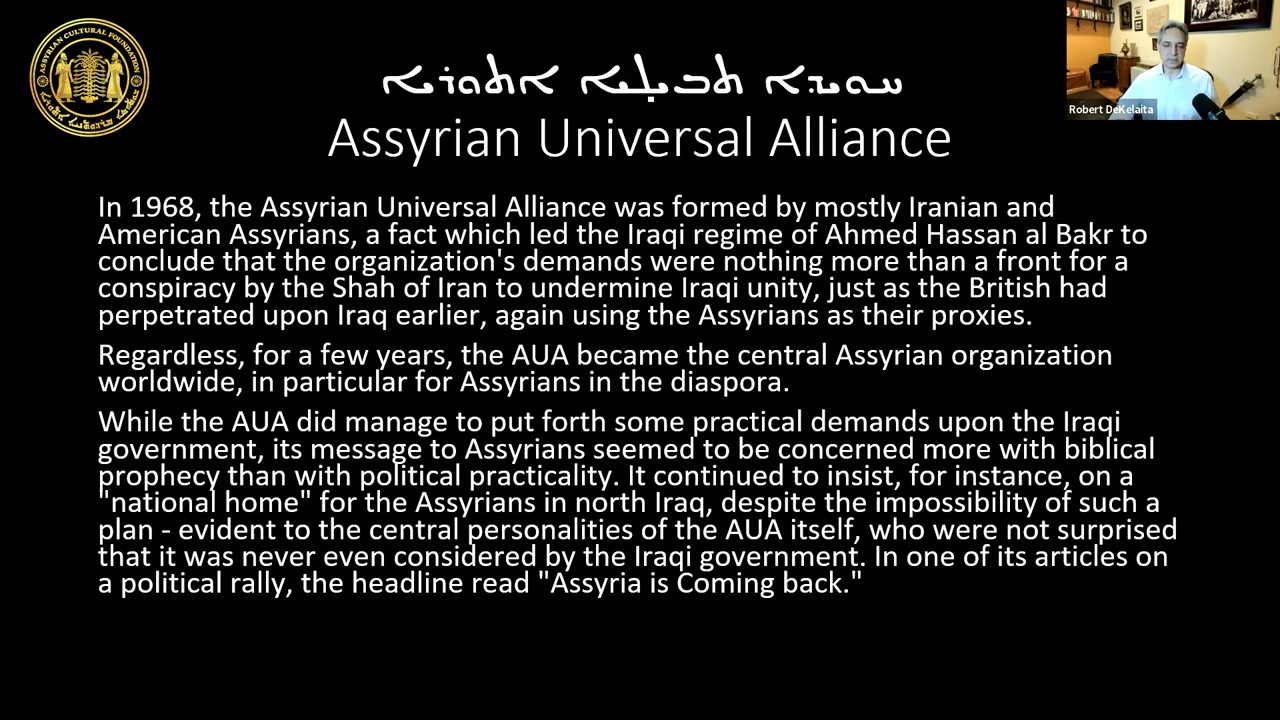 ASSYRIAN CULTURAL FOUNDATION
Robert DeKelaita
ܚܘܝܕܐ ܬܒܝܠܝܐ ܐܬܘܪܝܐ
Assyrian Universal Alliance
In 1968, the Assyrian Universal Alliance was formed by mostly Iranian and
American Assyrians, a fact which led the Iraqi regime of Ahmed Hassan al Bakr to
conclude that the organization's demands were nothing more than a front for a
conspiracy by the Shah of Iran to undermine Iraqi unity, just as the British had
perpetrated upon Iraq earlier, again using the Assyrians as their proxies.
Regardless, for a few years, the AUA became the central Assyrian organization
worldwide, in particular for Assyrians in the diaspora.
While the AUA did manage to put forth some practical demands upon the Iraqi
government, its message to Assyrians seemed to be concerned more with biblical
prophecy than with political practicality. It continued to insist, for instance, on a
"national home" for the Assyrians in north Iraq, despite the impossibility of such a
plan - evident to the central personalities of the AUA itself, who were not surprised
that it was never even considered by the Iraqi government. In one of its articles on
a political rally, the headline read "Assyria is Coming back."